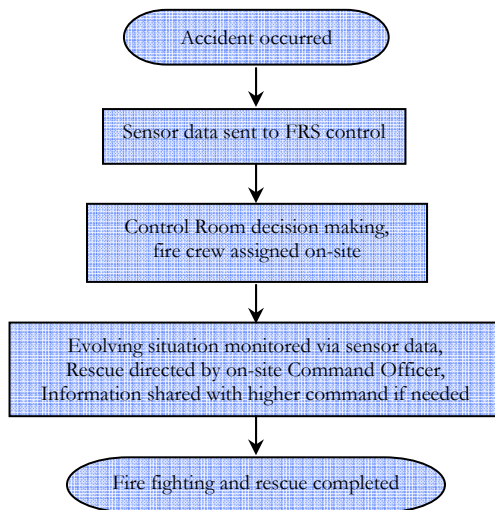 Accident occurred
Sensor data sent to FRS control
Control Room decision making,
fire crew assigned on-site
Evolving situation monitored via sensor data,
Rescue directed by on-site Command Officer,
Information shared with higher command if needed
Fire fighting and rescue completed